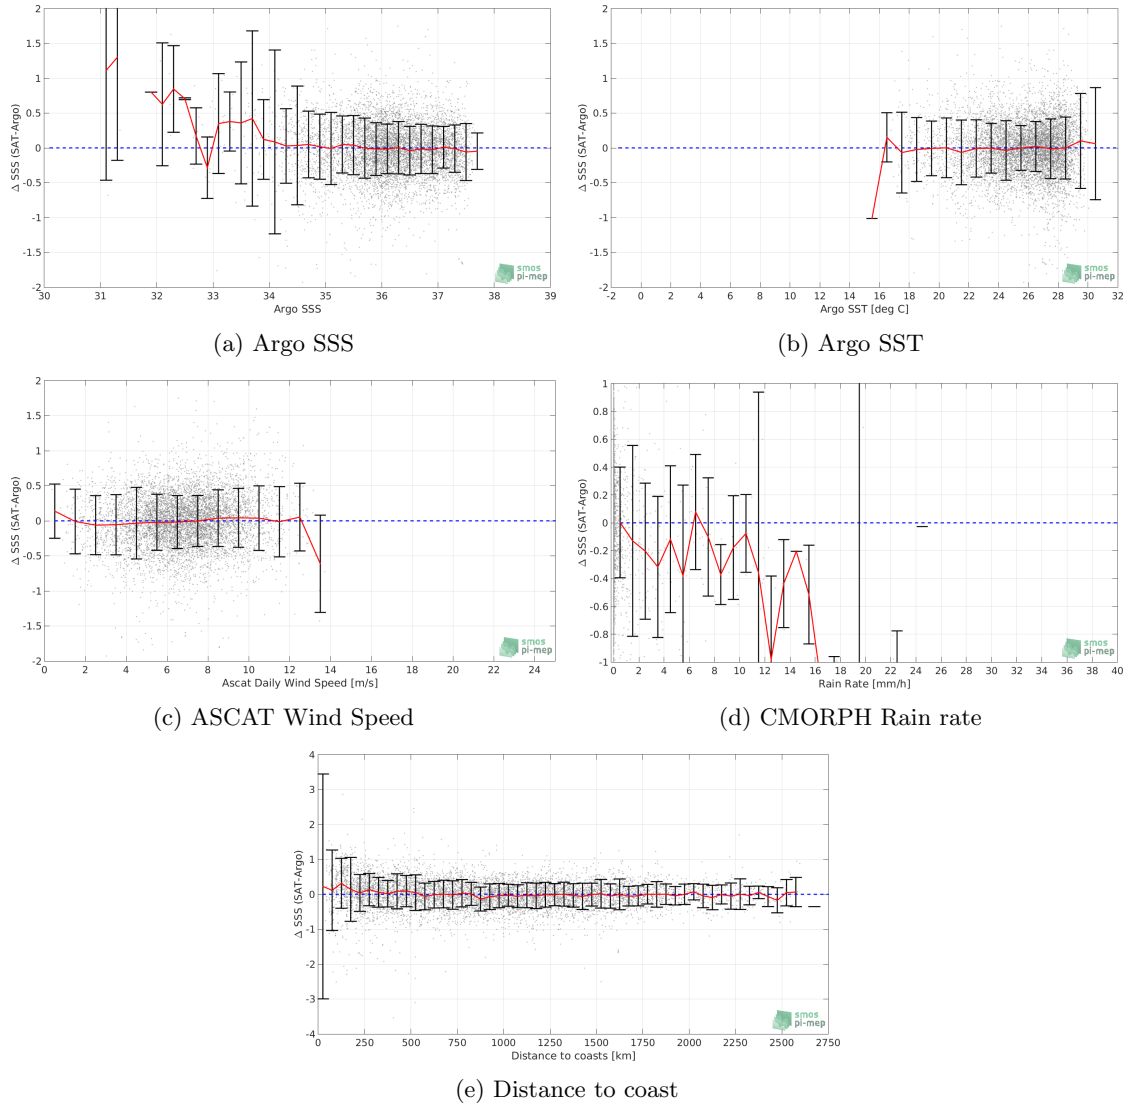 2
1.5
1
0.5
0
-0.5
-1
-1.5
-2
Δ SSS (SAT-Argo)
30 31 32 33 34 35 36 37 38 39
Argo SSS
smos
pi-mep
(a) Argo SSS
2
1.5
1
0.5
0
-0.5
-1
-1.5
-2
Δ SSS (SAT-Argo)
-2 0 2 4 6 8 10 12 14 16 18 20 22 24 26 28 30 32
Argo SST [deg C]
smos
pi-mep
(b) Argo SST
2
1.5
1
0.5
0
-0.5
-1
-1.5
-2
Δ SSS (SAT-Argo)
0 2 4 6 8 10 12 14 16 18 20 22 24
Ascat Daily Wind Speed [m/s]
smos
pi-mep
(c) ASCAT Wind Speed
1
0.8
0.6
0.4
0.2
0
-0.2
-0.4
-0.6
-0.8
-1
Δ SSS (SAT-Argo)
0 2 4 6 8 10 12 14 16 18 20 22 24 26 28 30 32 34 36 38 40
Rain Rate [mm/h]
smos
pi-mep
(d) CMORPH Rain rate
4
3
2
1
0
-1
-2
-3
-4
Δ SSS (SAT-Argo)
0 250 500 750 1000 1250 1500 1750 2000 2250 2500 2750
Distance to coasts [km]
smos
pi-mep
(e) Distance to coast